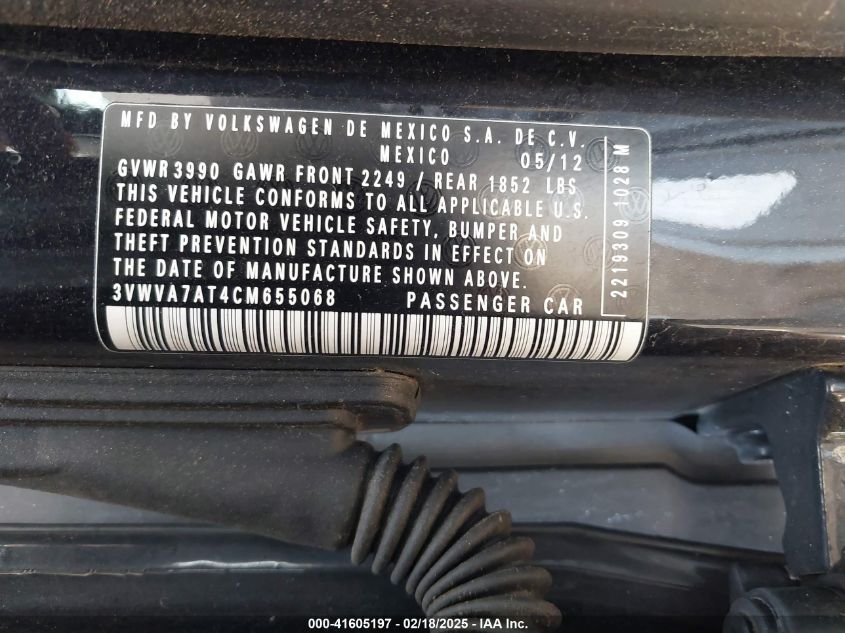 MFD BY VOLKSWAGEN DE MEXICO S.A. DE C.V.
MEXICO 05/12
GVWR 3990 GAWR FRONT 2249 / REAR 1852 LBS
THIS VEHICLE CONFORMS TO ALL APPLICABLE U.S.
FEDERAL MOTOR VEHICLE SAFETY, BUMPER AND
THEFT PREVENTION STANDARDS IN EFFECT ON
THE DATE OF MANUFACTURE SHOWN ABOVE.
3VWVA7AT4CM655068 PASSENGER CAR
2219309 1028 M
000-41605197 - 02/18/2025 - IAA Inc.